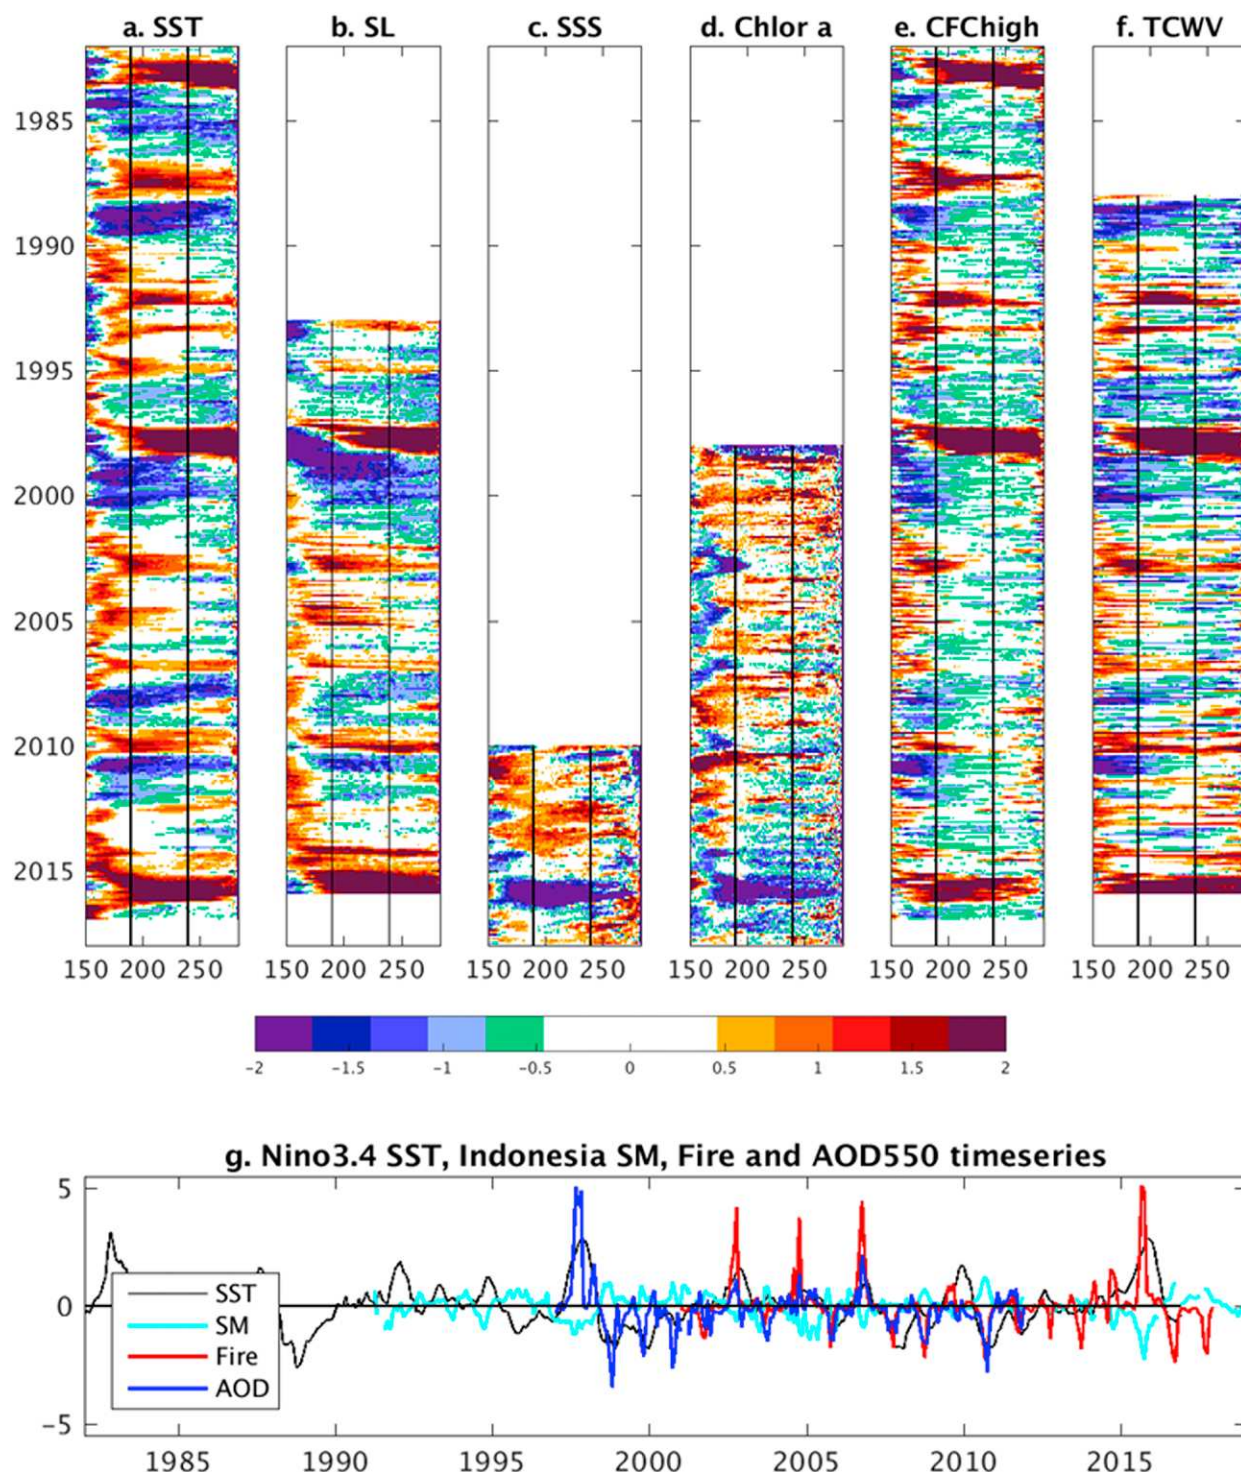 a. SST b. SL c. SSS d. Chlor a e. CFChigh f. TCWV
1985
1990
1995
2000
2005
2010
2015
150 200 250 150 200 250 150 200 250 150 200 250 150 200 250 150 200 250
-2 -1.5 -1 -0.5 0 0.5 1 1.5 2
g. Nino3.4 SST, Indonesia SM, Fire and AOD550 timeseries
5
0
-5
SST
SM
Fire
AOD
1985 1990 1995 2000 2005 2010 2015